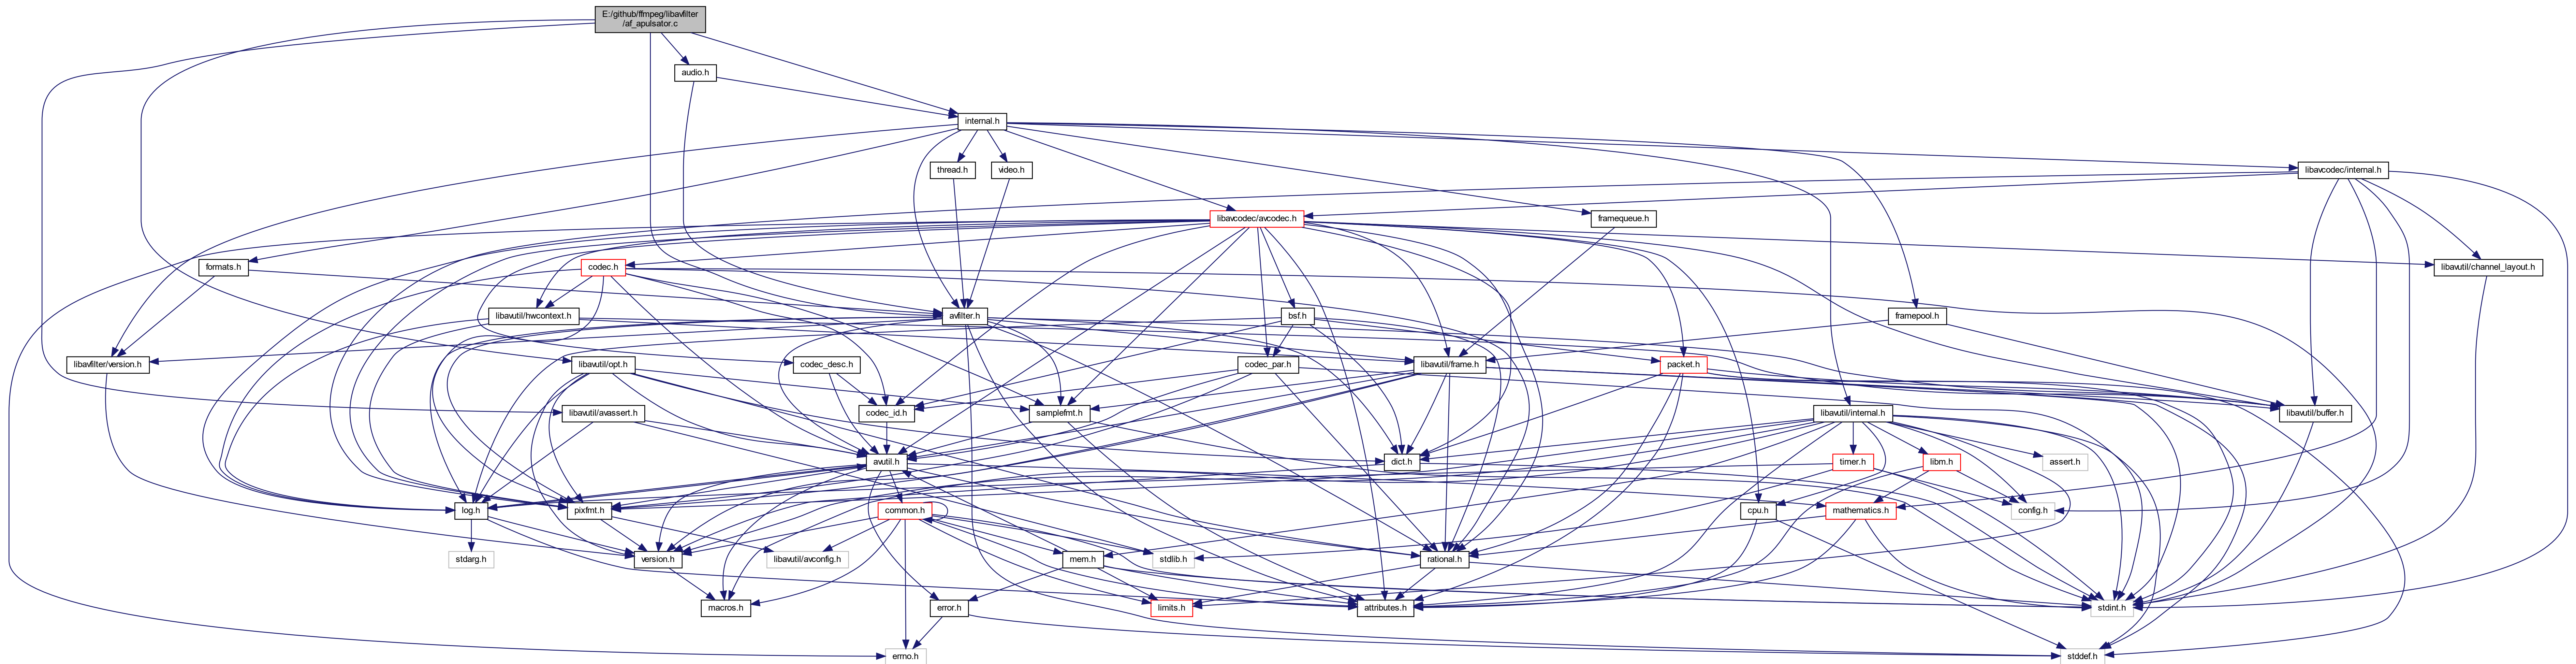 E:/github/ffmpeg/libavfilter
/af_apulsator.c
audio.h
internal.h
thread.h
video.h
libavcodec/internal.h
libavcodec/avcodec.h
framequeue.h
formats.h
codec.h
libavutil/channel_layout.h
libavutil/hwcontext.h
avfilter.h
bsf.h
framepool.h
libavfilter/version.h
libavutil/opt.h
codec_desc.h
codec_par.h
libavutil/frame.h
packet.h
libavutil/avassert.h
codec_id.h
samplefmt.h
libavutil/internal.h
libavutil/buffer.h
avutil.h
dict.h
timer.h
libm.h
assert.h
log.h
pixfmt.h
common.h
cpu.h
mathematics.h
config.h
stdarg.h
version.h
libavutil/avconfig.h
mem.h
stdlib.h
rational.h
macros.h
error.h
limits.h
attributes.h
stdint.h
errno.h
stddef.h